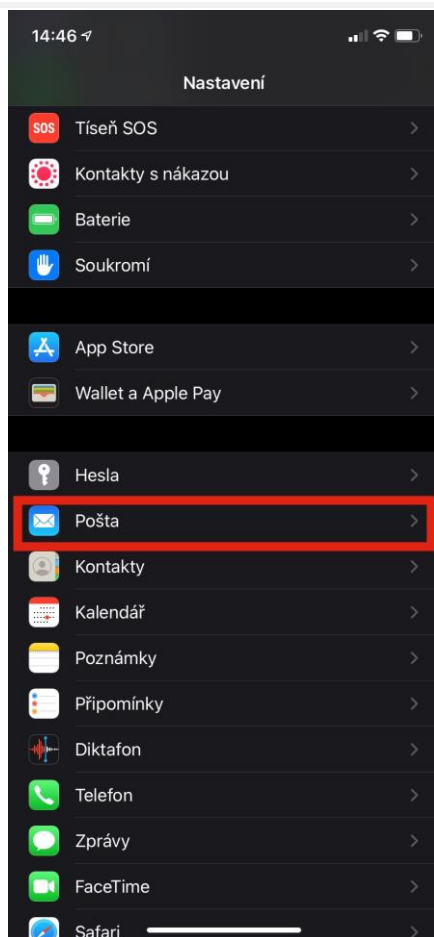 14:46
Nastavení
SOS Tíseň SOS
Kontakty s nákazou
Baterie
Soukromí
App Store
Wallet a Apple Pay
Hesla
Pošta
Kontakty
Kalendář
Poznámky
Připomínky
Diktafon
Telefon
Zprávy
FaceTime
Safari